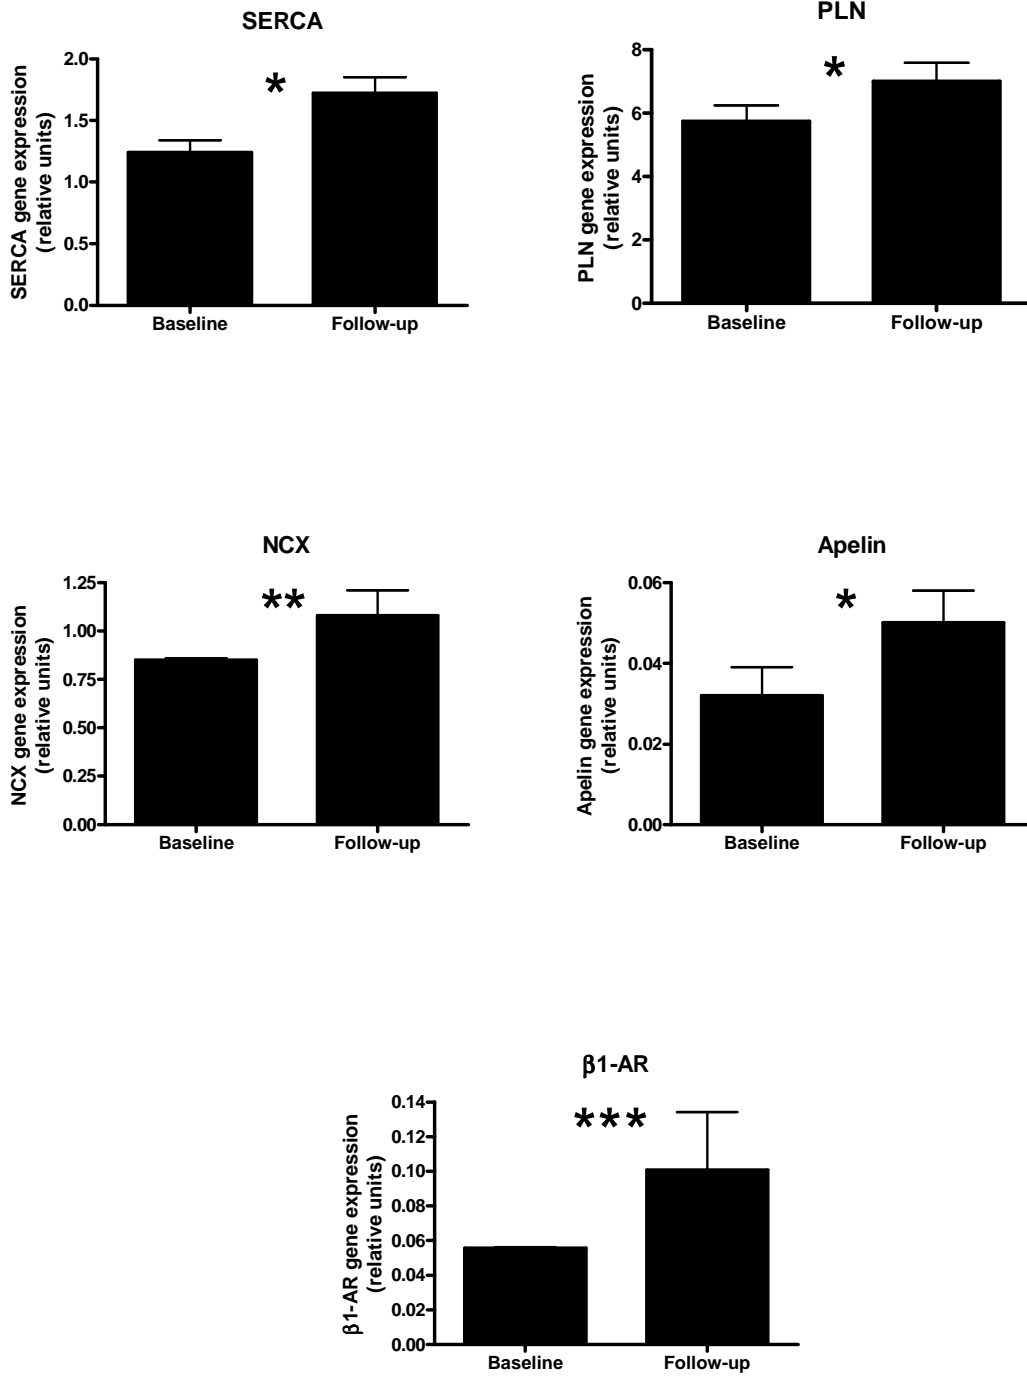 SERCA
SERCA gene expression
(relative units)
2.0
1.5
1.0
0.5
0.0
*
Baseline Follow-up
PLN
PLN gene expression
(relative units)
8
6
4
2
0
*
Baseline Follow-up
NCX
NCX gene expression
(relative units)
1.25
1.00
0.75
0.50
0.25
0.00
**
Baseline Follow-up
Apelin
Apelin gene expression
(relative units)
0.06
0.04
0.02
0.00
*
Baseline Follow-up
β1-AR
β1-AR gene expression
(relative units)
0.14
0.12
0.10
0.08
0.06
0.04
0.02
0.00
***
Baseline Follow-up